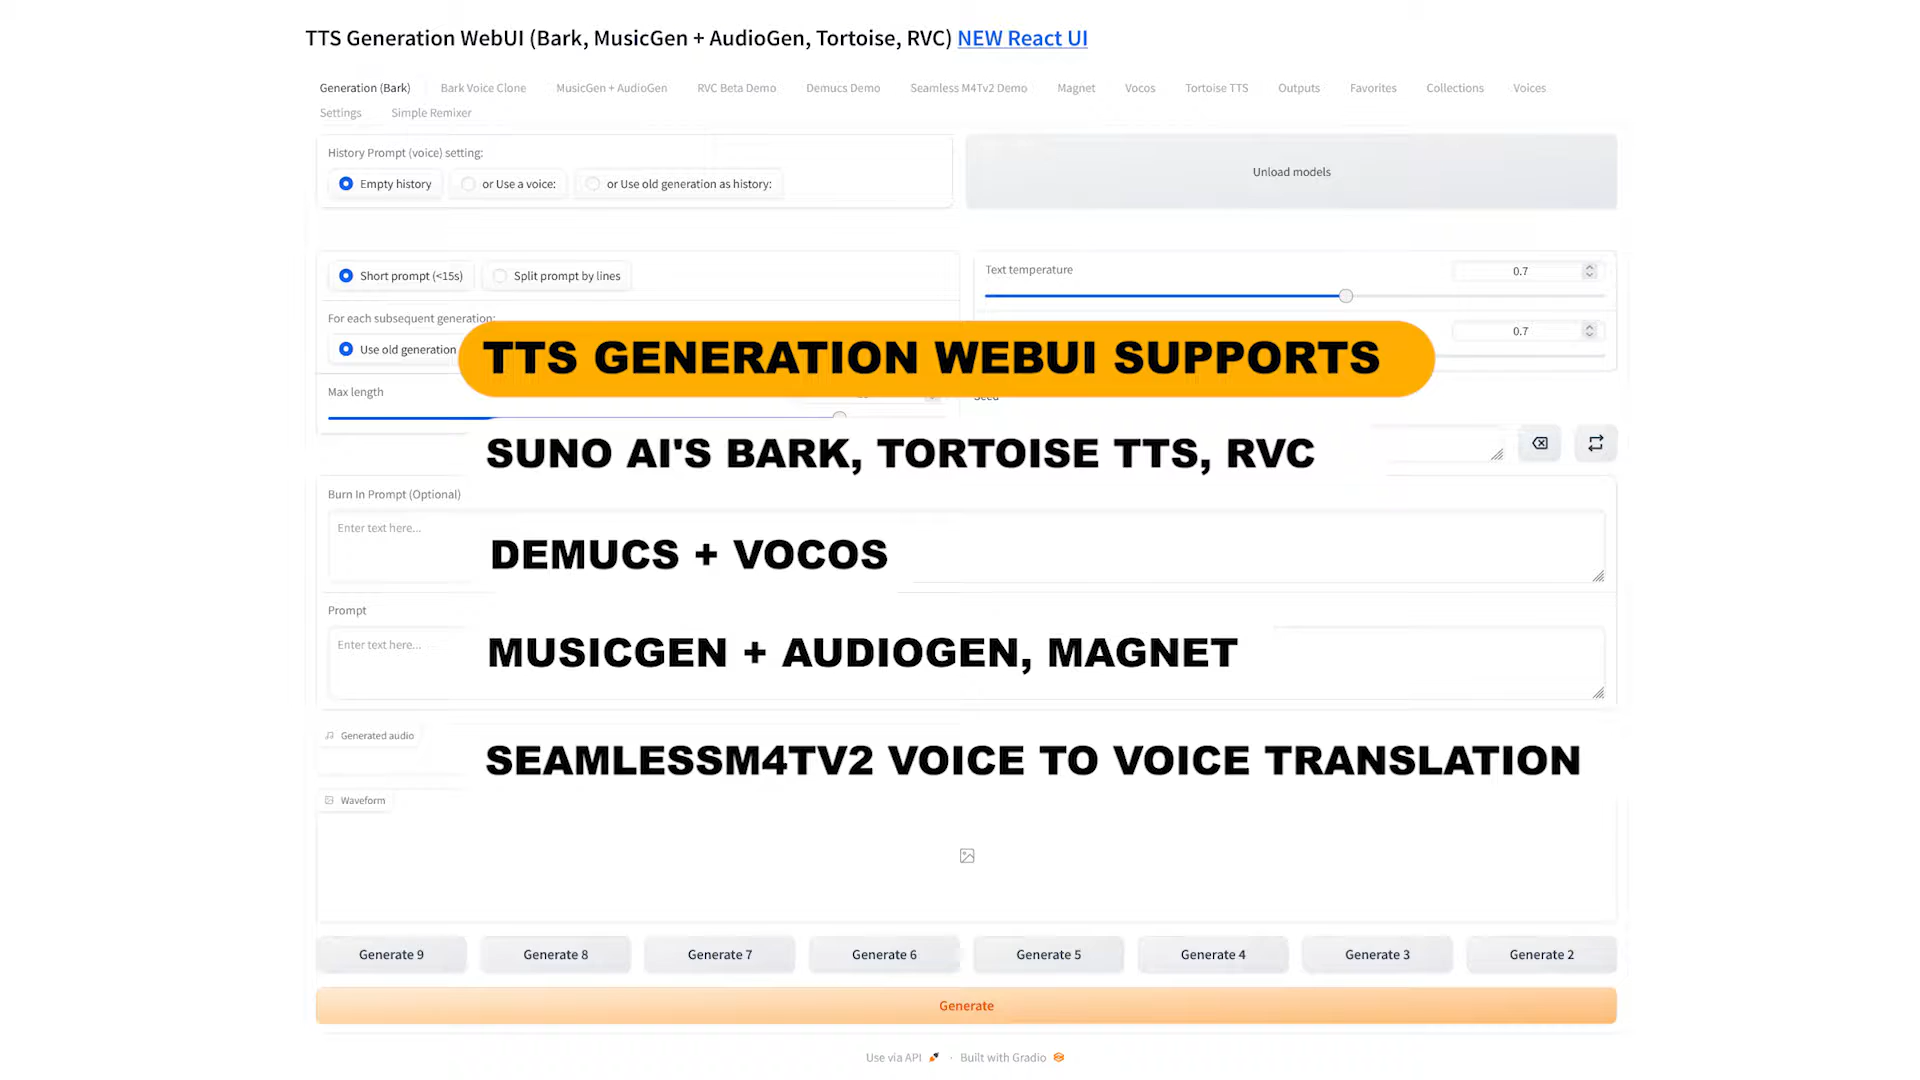 TTS Generation WebUI (Bark, MusicGen + AudioGen, Tortoise, RVC) NEW React UI
Generation (Bark) Bark Voice Clone MusicGen + AudioGen RVC Beta Demo Demucs Demo Seamless M4Tv2 Demo Magnet Vocos Tortoise TTS Outputs Favorites Collections Voices
Settings Simple Remixer
History Prompt (voice) setting:
Empty history or Use a voice: or Use old generation as history:
Unload models
Short prompt (<15s) Split prompt by lines
Text temperature 0.7
For each subsequent generation:
Use old generation
0.7
TTS GENERATION WEBUI SUPPORTS
Max length
Seed
SUNO AI'S BARK, TORTOISE TTS, RVC
Burn In Prompt (Optional)
Enter text here...
DEMUCS + VOCOS
Prompt
Enter text here...
MUSICGEN + AUDIOGEN, MAGNET
Generated audio
SEAMLESSM4TV2 VOICE TO VOICE TRANSLATION
Waveform
Generate 9 Generate 8 Generate 7 Generate 6 Generate 5 Generate 4 Generate 3 Generate 2
Generate
Use via API · Built with Gradio